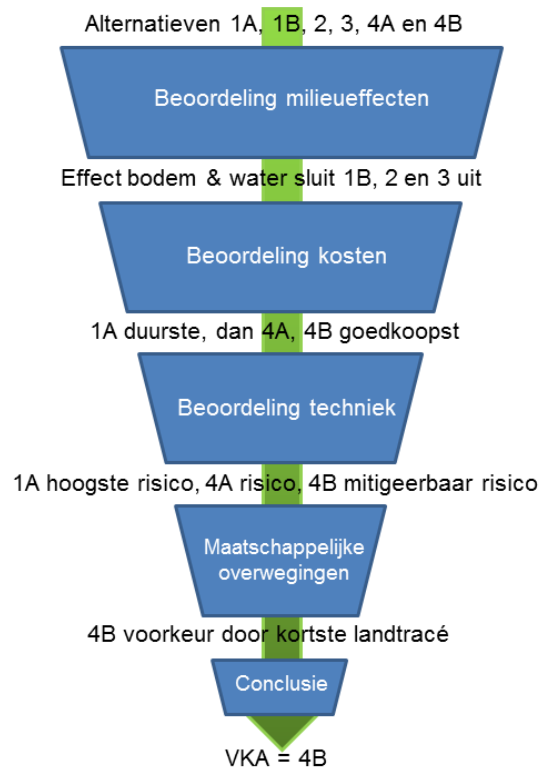 Alternatieven 1A, 1B, 2, 3, 4A en 4B
Beoordeling milieueffecten
Effect bodem & water sluit 1B, 2 en 3 uit
Beoordeling kosten
1A duurste, dan 4A, 4B goedkoopst
Beoordeling techniek
1A hoogste risico, 4A risico, 4B mitigeerbaar risico
Maatschappelijke
overwegingen
4B voorkeur door kortste landtracé
Conclusie
VKA = 4B